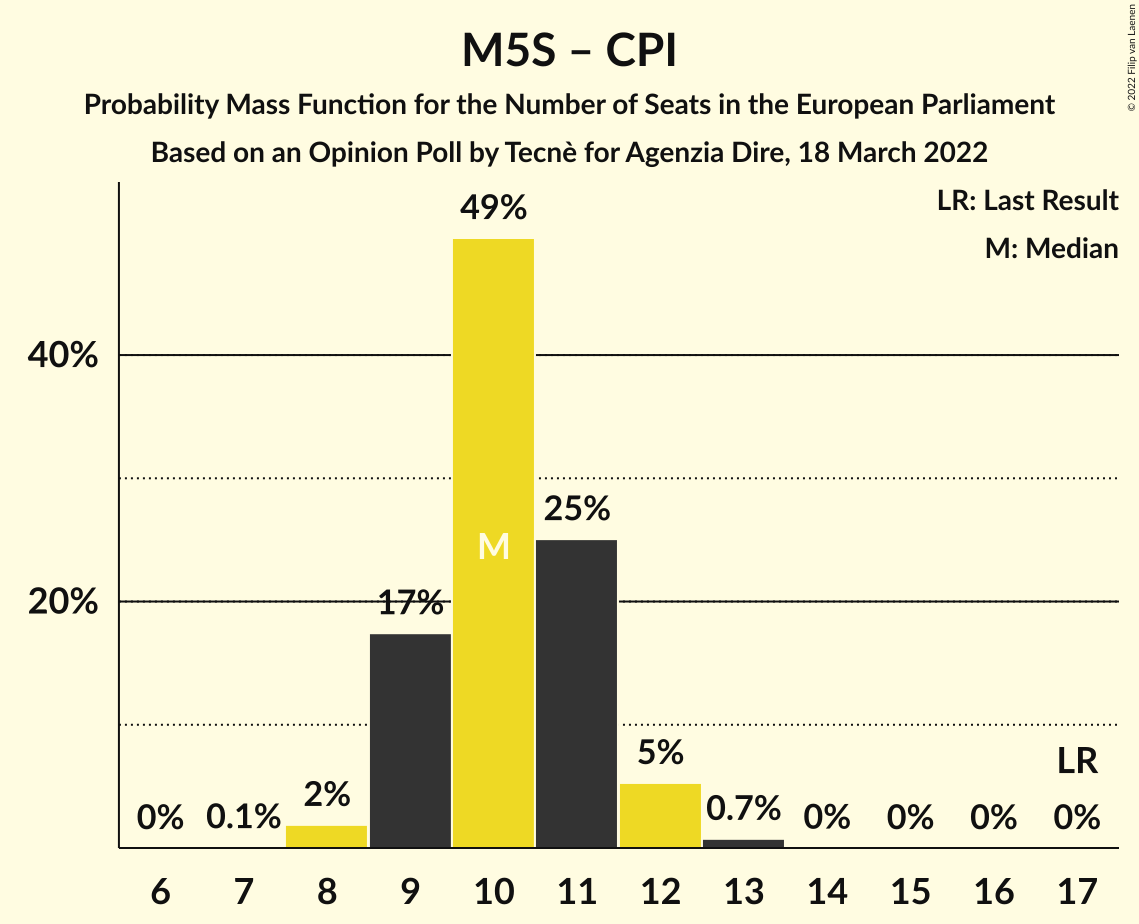 M5S – CPI
Probability Mass Function for the Number of Seats in the European Parliament
Based on an Opinion Poll by Tecnè for Agenzia Dire, 18 March 2022
© 2022 Filip van Laenen
LR: Last Result
M: Median
49%
40%
25%
M
20%
17%
5%
LR
2%
0.7%
0%
0.1%
0%
0%
0%
0%
6 7 8 9 10 11 12 13 14 15 16 17